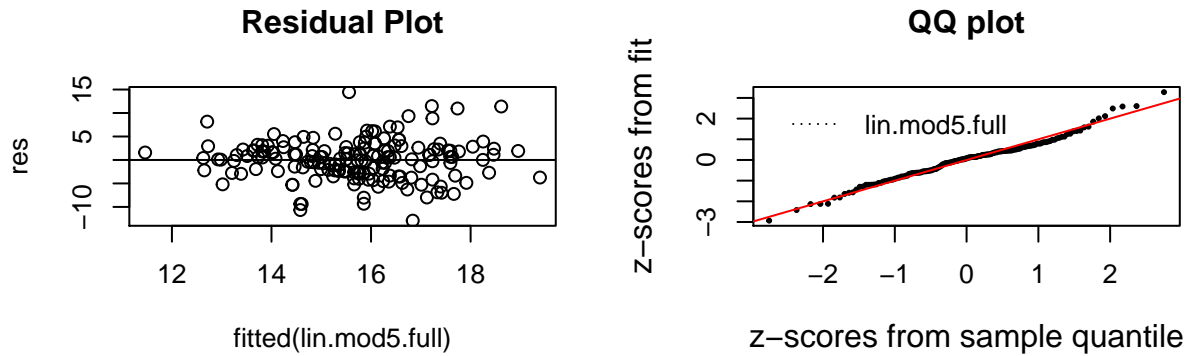 Residual Plot
res
15
5
−10
12 14 16 18
fitted(lin.mod5.full)
QQ plot
z−scores from fit
2
0
−3
lin.mod5.full
−2 −1 0 1 2
z−scores from sample quantile